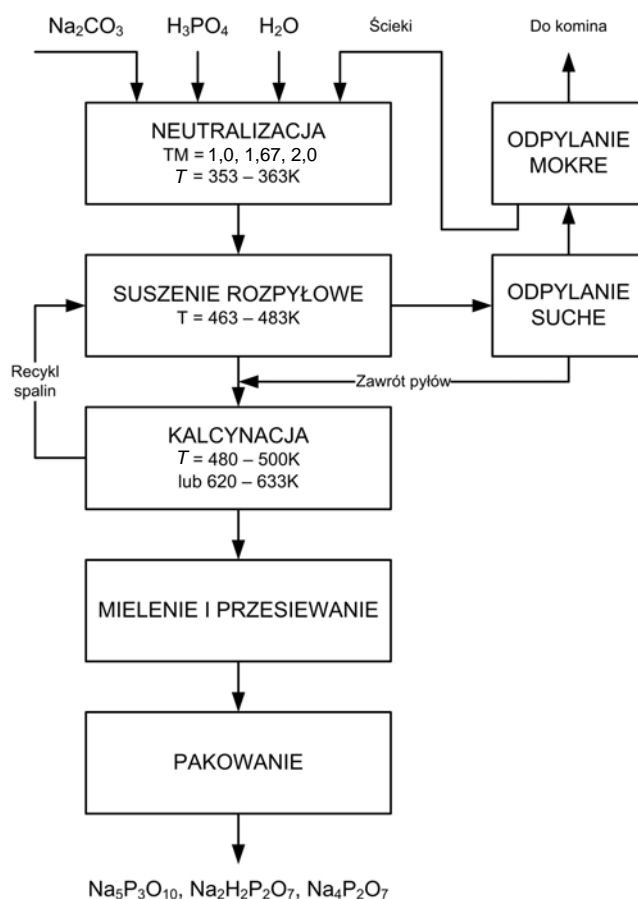 Na₂CO₃ H₃PO₄ H₂O Ścieki Do komina
NEUTRALIZACJA
TM = 1,0, 1,67, 2,0
T = 353 – 363K
ODPYLANIE
MOKRE
SUSZENIE ROZPYŁOWE
T = 463 – 483K
ODPYLANIE
SUCHE
Recykl
spalin
Zawrót pyłów
KALCYNACJA
T = 480 – 500K
lub 620 – 633K
MIELENIE I PRZESIEWANIE
PAKOWANIE
Na₅P₃O₁₀, Na₂H₂P₂O₇, Na₄P₂O₇